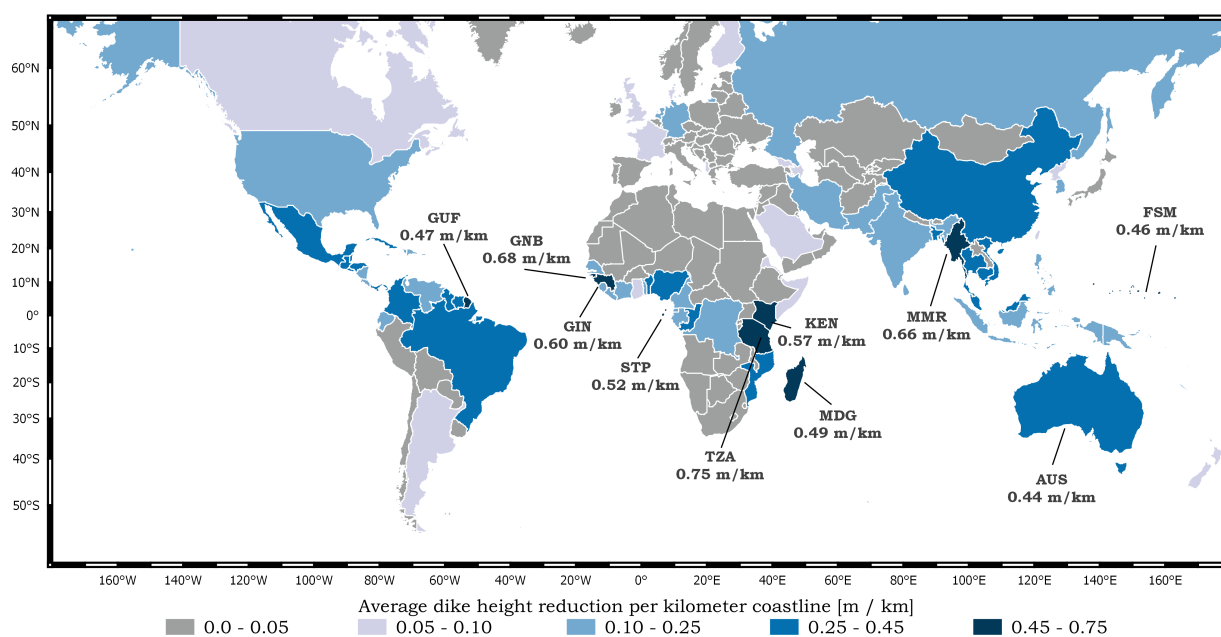 60°N
50°N
40°N
30°N
20°N
10°N
0°
10°S
20°S
30°S
40°S
50°S
GUF
0.47 m/km
GNB
0.68 m/km
GIN
0.60 m/km
STP
0.52 m/km
KEN
0.57 m/km
TZA
0.75 m/km
MDG
0.49 m/km
MMR
0.66 m/km
FSM
0.46 m/km
AUS
0.44 m/km
160°W 140°W 120°W 100°W 80°W 60°W 40°W 20°W 0° 20°E 40°E 60°E 80°E 100°E 120°E 140°E 160°E
Average dike height reduction per kilometer coastline [m / km]
0.0 - 0.05 0.05 - 0.10 0.10 - 0.25 0.25 - 0.45 0.45 - 0.75